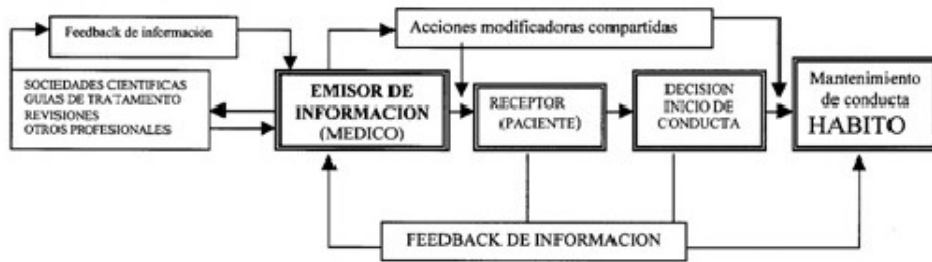 Feedback de información
Acciones modificadoras compartidas
SOCIEDADES CIENTIFICAS
GUIAS DE TRATAMIENTO
REVISIONES
OTROS PROFESIONALES
EMISOR DE
INFORMACION
(MEDICO)
RECEPTOR
(PACIENTE)
DECISION
INICIO DE
CONDUCTA
Mantenimiento
de conducta
HABITO
FEEDBACK DE INFORMACION